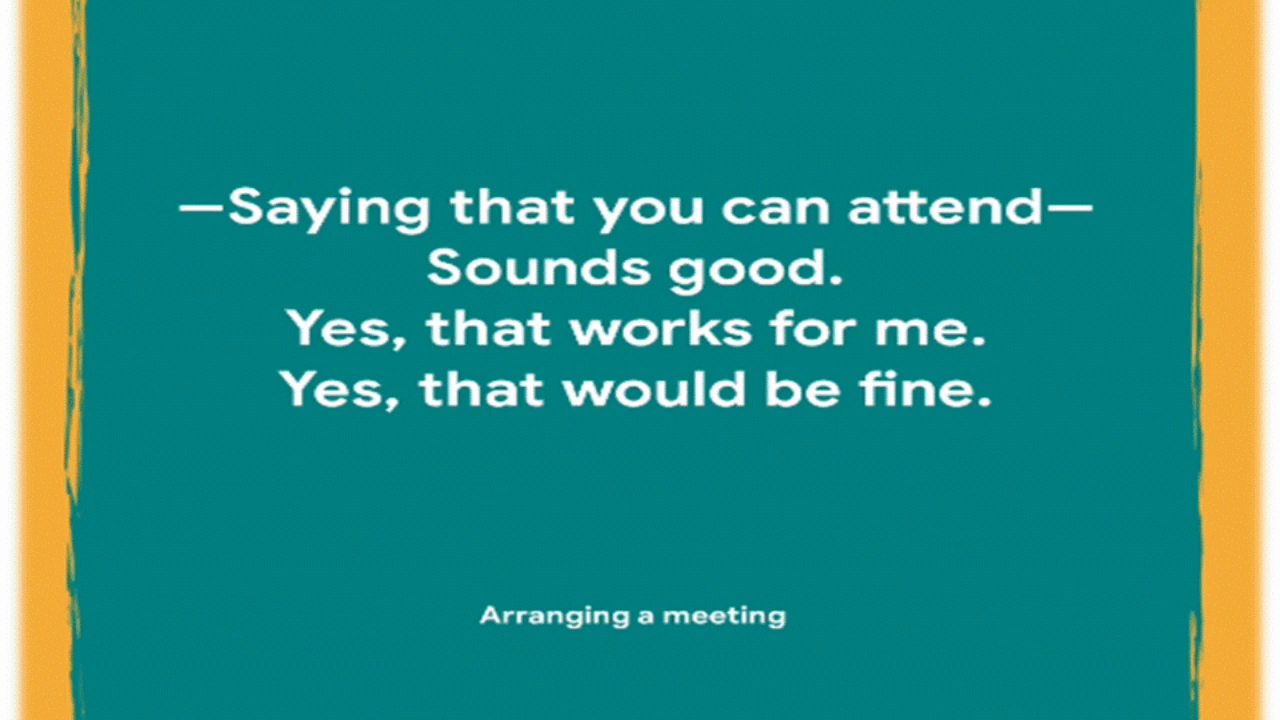 —Saying that you can attend—
Sounds good.
Yes, that works for me.
Yes, that would be fine.
Arranging a meeting